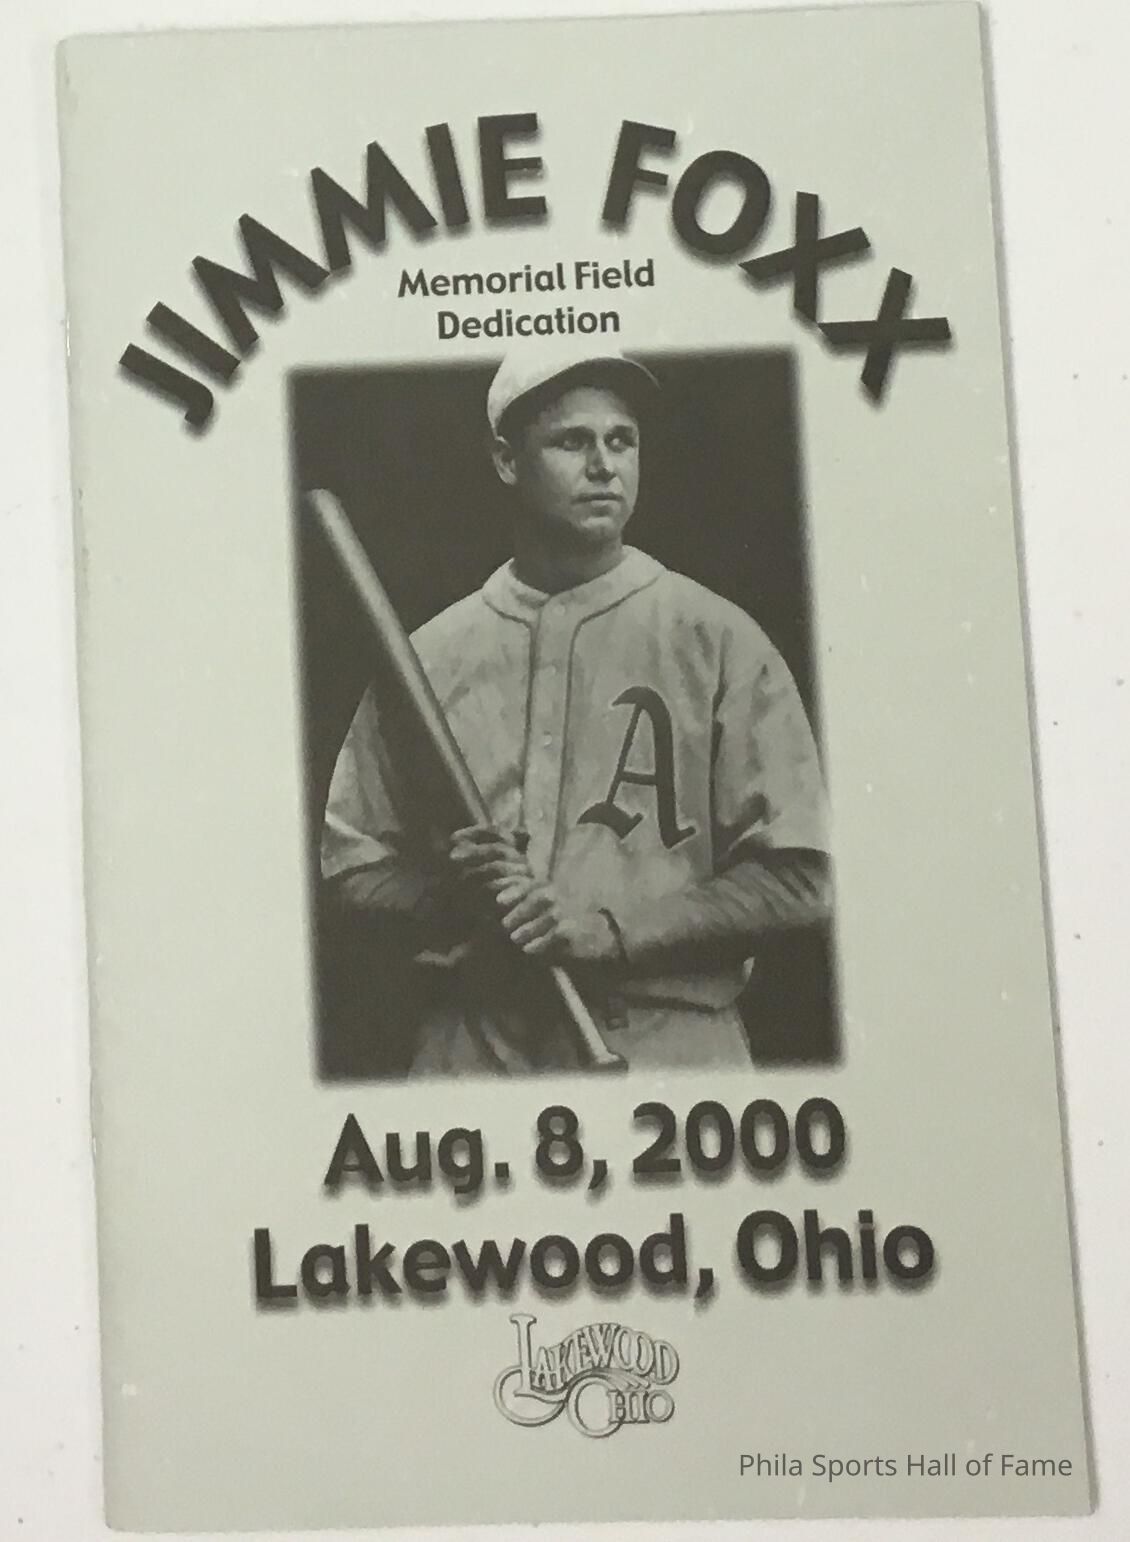 JIMMIE FOXX
Memorial Field
Dedication
A
Aug. 8, 2000
Lakewood, Ohio
LAKEWOOD
OHIO
Phila Sports Hall of Fame